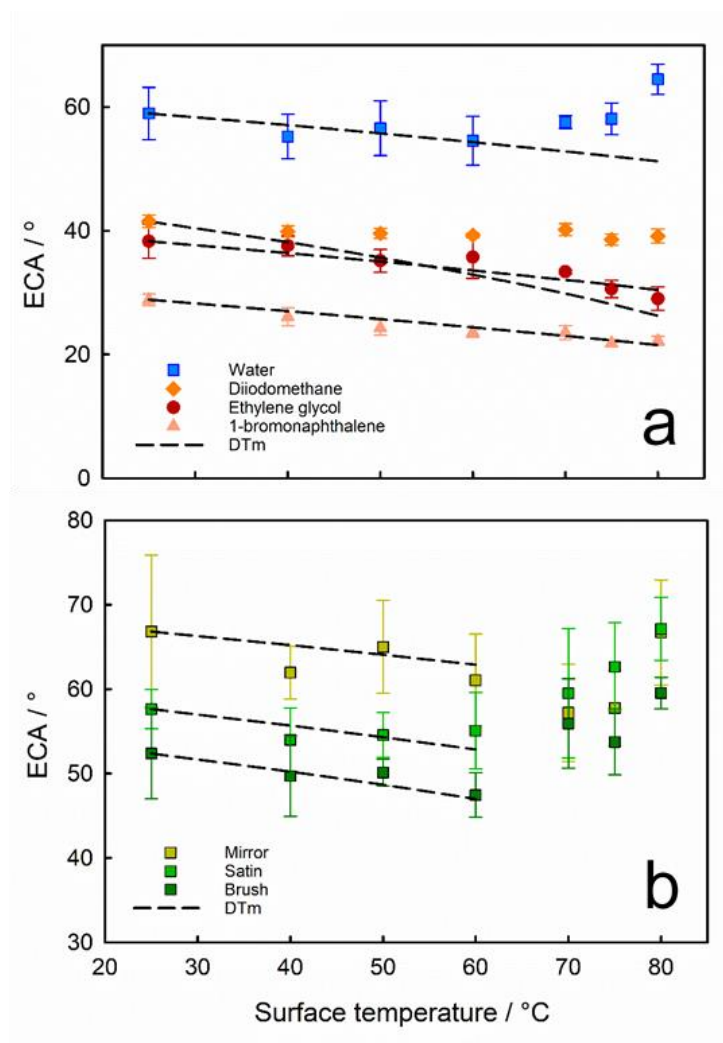 60
40
20
0
ECA / °
Water
Diiodomethane
Ethylene glycol
1-bromonaphthalene
DTm
a
80
70
60
50
40
30
ECA / °
Mirror
Satin
Brush
DTm
b
20 30 40 50 60 70 80
Surface temperature / °C